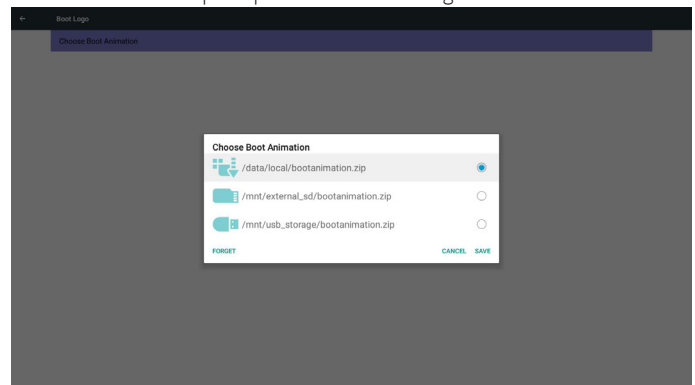 Boot Logo
Choose Boot Animation
Choose Boot Animation
/data/local/bootanimation.zip
/mnt/external_sd/bootanimation.zip
/mnt/usb_storage/bootanimation.zip
FORGET CANCEL SAVE